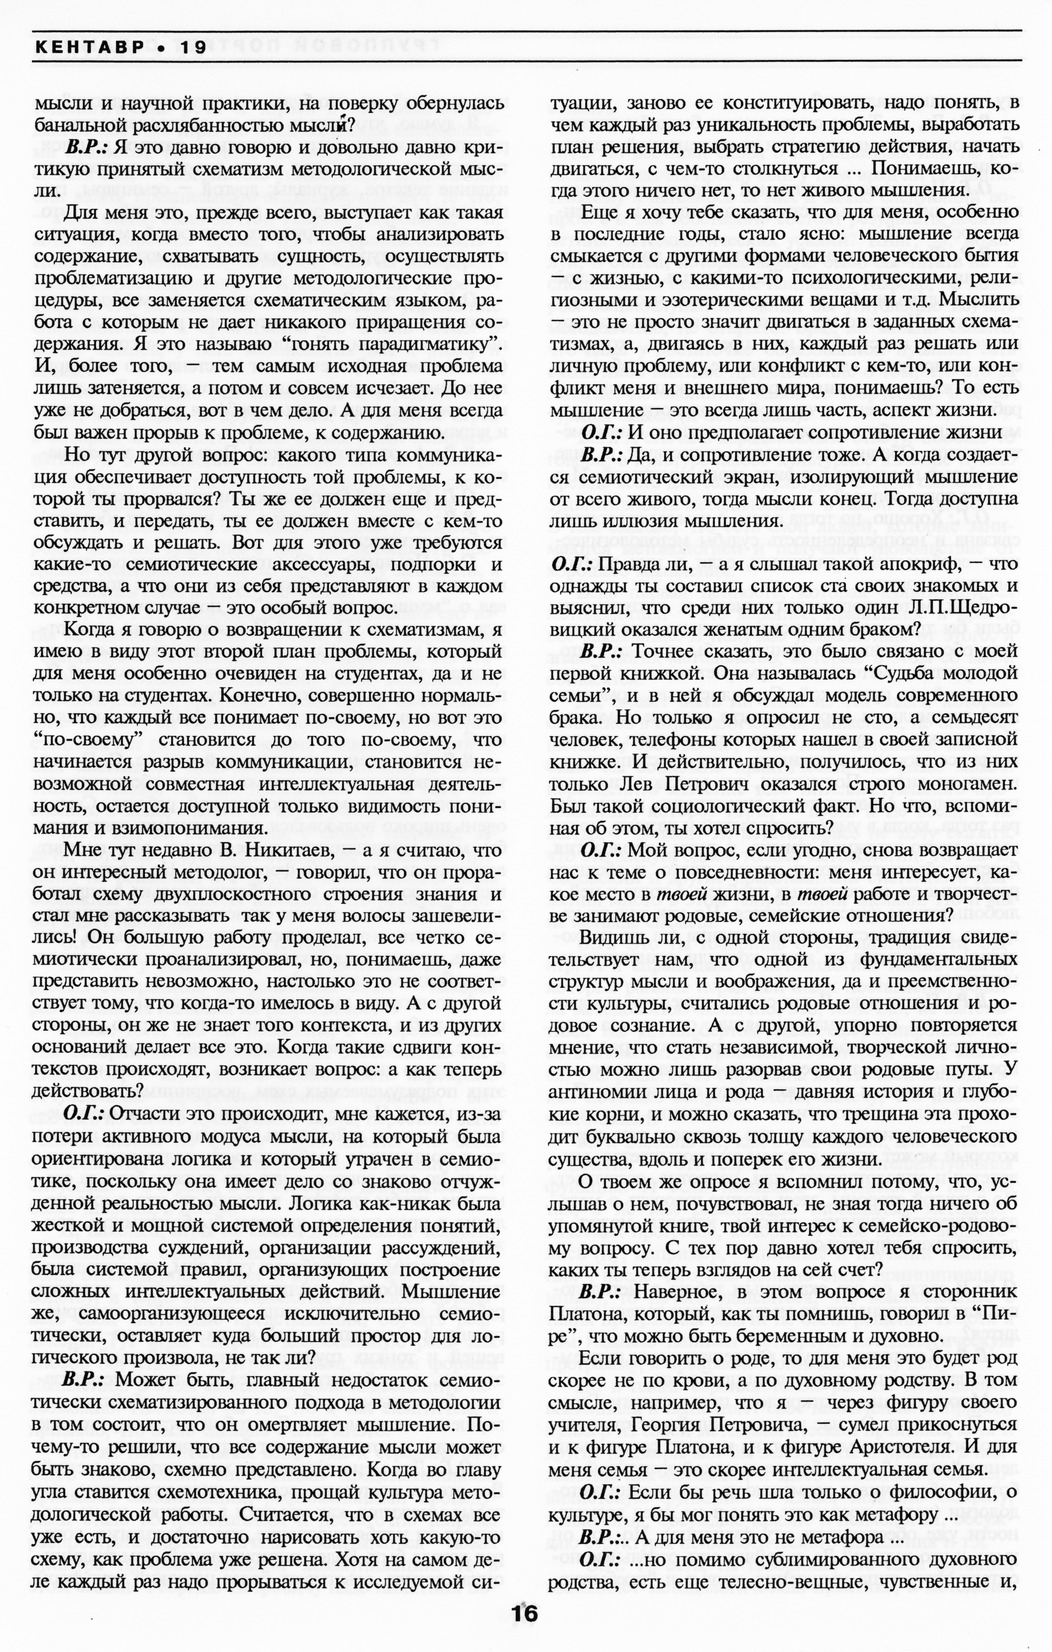 КЕНТАВР • 19
мысли и научной практики, на поверку обернулась
банальной расхлябанностью мысли?
В.Р.: Я это давно говорю и довольно давно кри-
тикую принятый схематизм методологической мыс-
ли.
Для меня это, прежде всего, выступает как такая
ситуация, когда вместо того, чтобы анализировать
содержание, схватывать сущность, осуществлять
проблематизацию и другие методологические про-
цедуры, все заменяется схематическим языком, ра-
бота с которым не дает никакого приращения со-
держания. Я это называю “гонять парадигматику”.
И, более того, — тем самым исходная проблема
лишь затеняется, а потом и совсем исчезает. До нее
уже не добраться, вот в чем дело. А для меня всегда
был важен прорыв к проблеме, к содержанию.
Но тут другой вопрос: какого типа коммуника-
ция обеспечивает доступность той проблемы, к ко-
торой ты прорвался? Ты же ее должен еще и пред-
ставить, и передать, ты ее должен вместе с кем-то
обсуждать и решать. Вот для этого уже требуются
какие-то семиотические аксессуары, подпорки и
средства, а что они из себя представляют в каждом
конкретном случае — это особый вопрос.
Когда я говорю о возвращении к схематизмам, я
имею в виду этот второй план проблемы, который
для меня особенно очевиден на студентах, да и не
только на студентах. Конечно, совершенно нормаль-
но, что каждый все понимает по-своему, но вот это
“по-своему” становится до того по-своему, что
начинается разрыв коммуникации, становится не-
возможной совместная интеллектуальная деятель-
ность, остается доступной только видимость пони-
мания и взимопонимания.
Мне тут недавно В. Никитаев, — а я считаю, что
он интересный методолог, — говорил, что он прора-
ботал схему двухплоскостного строения знания и
стал мне рассказывать так у меня волосы зашевели-
лись! Он большую работу проделал, все четко се-
миотически проанализировал, но, понимаешь, даже
представить невозможно, настолько это не соответ-
ствует тому, что когда-то имелось в виду. А с другой
стороны, он же не знает того контекста, и из других
оснований делает все это. Когда такие сдвиги кон-
текстов происходят, возникает вопрос: а как теперь
действовать?
О.Г.: Отчасти это происходит, мне кажется, из-за
потери активного модуса мысли, на который была
ориентирована логика и который утрачен в семио-
тике, поскольку она имеет дело со знаково отчуж-
денной реальностью мысли. Логика как-никак была
жесткой и мощной системой определения понятий,
производства суждений, организации рассуждений,
была системой правил, организующих построение
сложных интеллектуальных действий. Мышление
же, самоорганизующееся исключительно семио-
тически, оставляет куда больший простор для ло-
гического произвола, не так ли?
В.Р.: Может быть, главный недостаток семио-
тически схематизированного подхода в методологии
в том состоит, что он омертвляет мышление. По-
чему-то решили, что все содержание мысли может
быть знаково, схемно представлено. Когда во главу
угла ставится схемотехника, прощай культура мето-
дологической работы. Считается, что в схемах все
уже есть, и достаточно нарисовать хоть какую-то
схему, как проблема уже решена. Хотя на самом де-
ле каждый раз надо прорываться к исследуемой си-
туации, заново ее конституировать, надо понять, в
чем каждый раз уникальность проблемы, выработать
план решения, выбрать стратегию действия, начать
двигаться, с чем-то столкнуться ... Понимаешь, ко-
гда этого ничего нет, то нет живого мышления.
Еще я хочу тебе сказать, что для меня, особенно
в последние годы, стало ясно: мышление всегда
смыкается с другими формами человеческого бытия
— с жизнью, с какими-то психологическими, рели-
гиозными и эзотерическими вещами и т.д. Мыслить
— это не просто значит двигаться в заданных схема-
тизмах, а, двигаясь в них, каждый раз решать или
личную проблему, или конфликт с кем-то, или кон-
фликт меня и внешнего мира, понимаешь? То есть
мышление — это всегда лишь часть, аспект жизни.
О.Г.: И оно предполагает сопротивление жизни
В.Р.: Да, и сопротивление тоже. А когда создает-
ся семиотический экран, изолирующий мышление
от всего живого, тогда мысли конец. Тогда доступна
лишь иллюзия мышления.
О.Г.: Правда ли, — а я слышал такой апокриф, — что
однажды ты составил список ста своих знакомых и
выяснил, что среди них только один Л.П.Щедро-
вицкий оказался женатым одним браком?
В.Р.: Точнее сказать, это было связано с моей
первой книжкой. Она называлась “Судьба молодой
семьи”, и в ней я обсуждал модель современного
брака. Но только я опросил не сто, а семьдесят
человек, телефоны которых нашел в своей записной
книжке. И действительно, получилось, что из них
только Лев Петрович оказался строго моногамен.
Был такой социологический факт. Но что, вспоми-
ная об этом, ты хотел спросить?
О.Г.: Мой вопрос, если угодно, снова возвращает
нас к теме о повседневности: меня интересует, ка-
кое место в твоей жизни, в твоей работе и творчест-
ве занимают родовые, семейские отношения?
Видишь ли, с одной стороны, традиция свиде-
тельствует нам, что одной из фундаментальных
структур мысли и воображения, да и преемственно-
сти культуры, считались родовые отношения и ро-
довое сознание. А с другой, упорно повторяется
мнение, что стать независимой, творческой лично-
стью можно лишь разорвав свои родовые путы. У
антиномии лица и рода — давняя история и глубо-
кие корни, и можно сказать, что трещина эта прохо-
дит буквально сквозь толщу каждого человеческого
существа, вдоль и поперек его жизни.
О твоем же опросе я вспомнил потому, что, ус-
лышав о нем, почувствовал, не зная тогда ничего об
упомянутой книге, твой интерес к семейско-родово-
му вопросу. С тех пор давно хотел тебя спросить,
каких ты теперь взглядов на сей счет?
В.Р.: Наверное, в этом вопросе я сторонник
Платона, который, как ты помнишь, говорил в “Пи-
ре”, что можно быть беременным и духовно.
Если говорить о роде, то для меня это будет род
скорее не по крови, а по духовному родству. В том
смысле, например, что я — через фигуру своего
учителя, Георгия Петровича, — сумел прикоснуться
и к фигуре Платона, и к фигуре Аристотеля. И для
меня семья — это скорее интеллектуальная семья.
О.Г.: Если бы речь шла только о философии, о
культуре, я бы мог понять это как метафору ...
В.Р.:.. А для меня это не метафора ...
О.Г.: ...но помимо сублимированного духовного
родства, есть еще телесно-вещные, чувственные и,
16